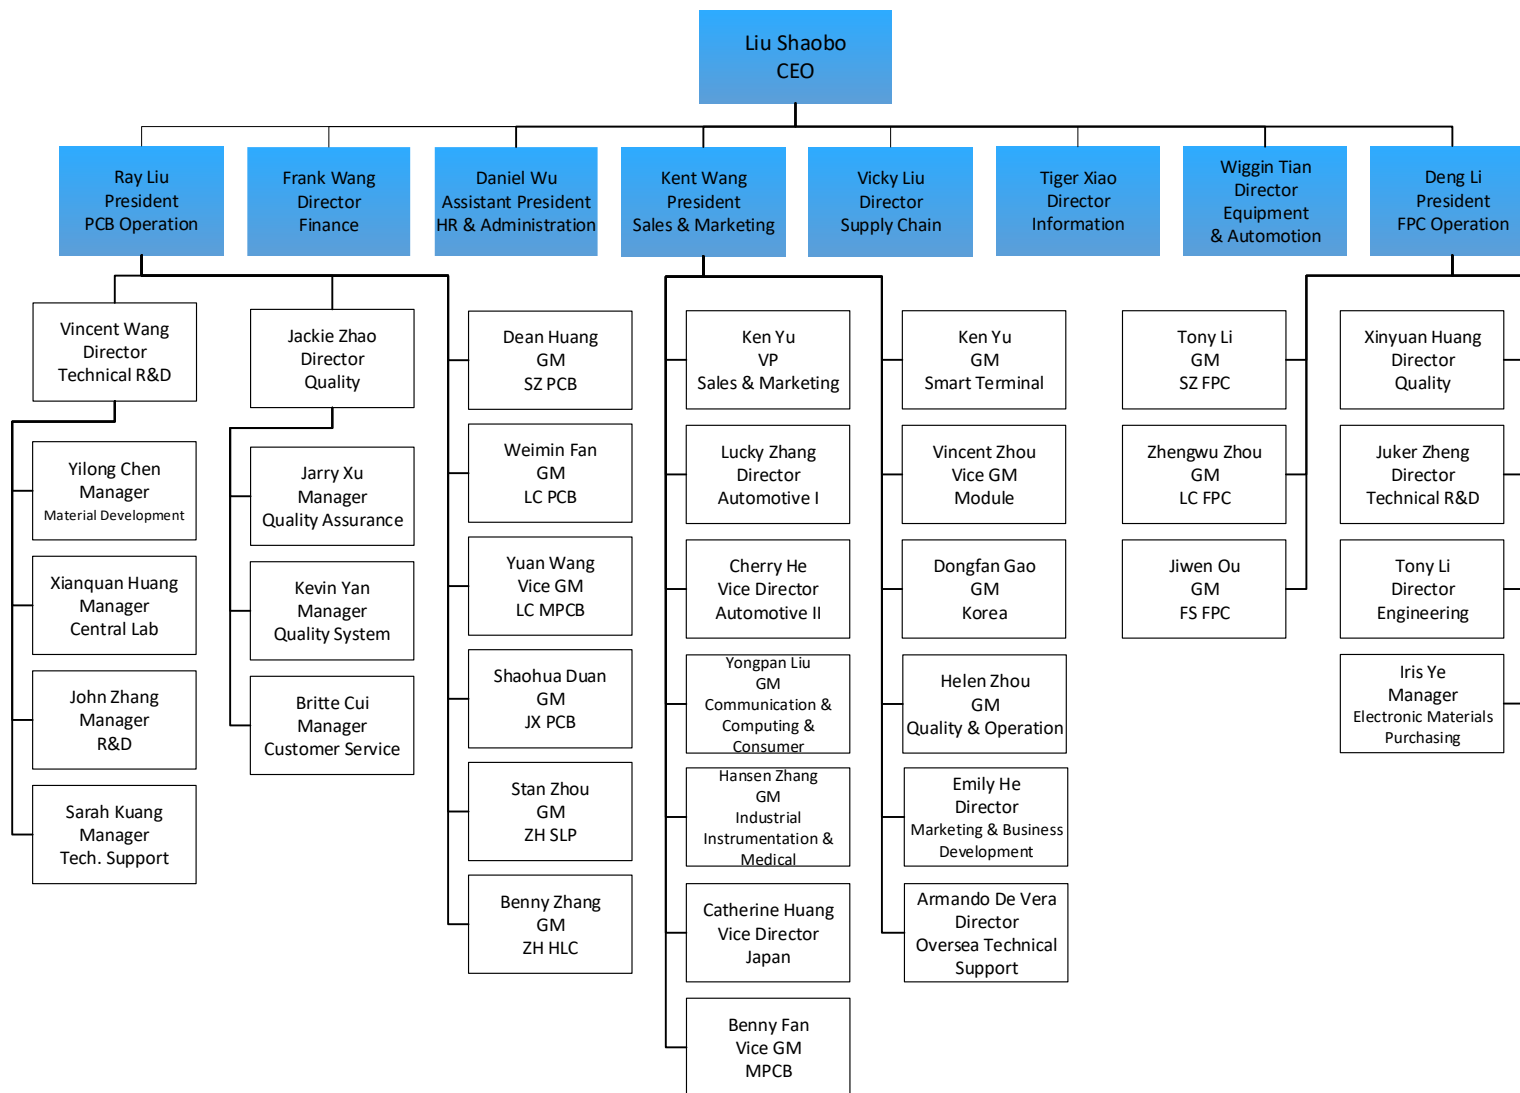 Liu Shaobo
CEO
Ray Liu
President
PCB Operation
Frank Wang
Director
Finance
Daniel Wu
Assistant President
HR & Administration
Kent Wang
President
Sales & Marketing
Vicky Liu
Director
Supply Chain
Tiger Xiao
Director
Information
Wiggin Tian
Director
Equipment
& Automotion
Deng Li
President
FPC Operation
Vincent Wang
Director
Technical R&D
Yilong Chen
Manager
Material Development
Xianquan Huang
Manager
Central Lab
John Zhang
Manager
R&D
Sarah Kuang
Manager
Tech. Support
Jackie Zhao
Director
Quality
Jarry Xu
Manager
Quality Assurance
Kevin Yan
Manager
Quality System
Britte Cui
Manager
Customer Service
Dean Huang
GM
SZ PCB
Weimin Fan
GM
LC PCB
Yuan Wang
Vice GM
LC MPCB
Shaohua Duan
GM
JX PCB
Stan Zhou
GM
ZH SLP
Benny Zhang
GM
ZH HLC
Ken Yu
VP
Sales & Marketing
Lucky Zhang
Director
Automotive I
Cherry He
Vice Director
Automotive II
Yongpan Liu
GM
Communication &
Computing &
Consumer
Hansen Zhang
GM
Industrial
Instrumentation &
Medical
Catherine Huang
Vice Director
Japan
Benny Fan
Vice GM
MPCB
Ken Yu
GM
Smart Terminal
Vincent Zhou
Vice GM
Module
Dongfan Gao
GM
Korea
Helen Zhou
GM
Quality & Operation
Emily He
Director
Marketing & Business
Development
Armando De Vera
Director
Oversea Technical
Support
Tony Li
GM
SZ FPC
Zhengwu Zhou
GM
LC FPC
Jiwen Ou
GM
FS FPC
Xinyuan Huang
Director
Quality
Juker Zheng
Director
Technical R&D
Tony Li
Director
Engineering
Iris Ye
Manager
Electronic Materials
Purchasing